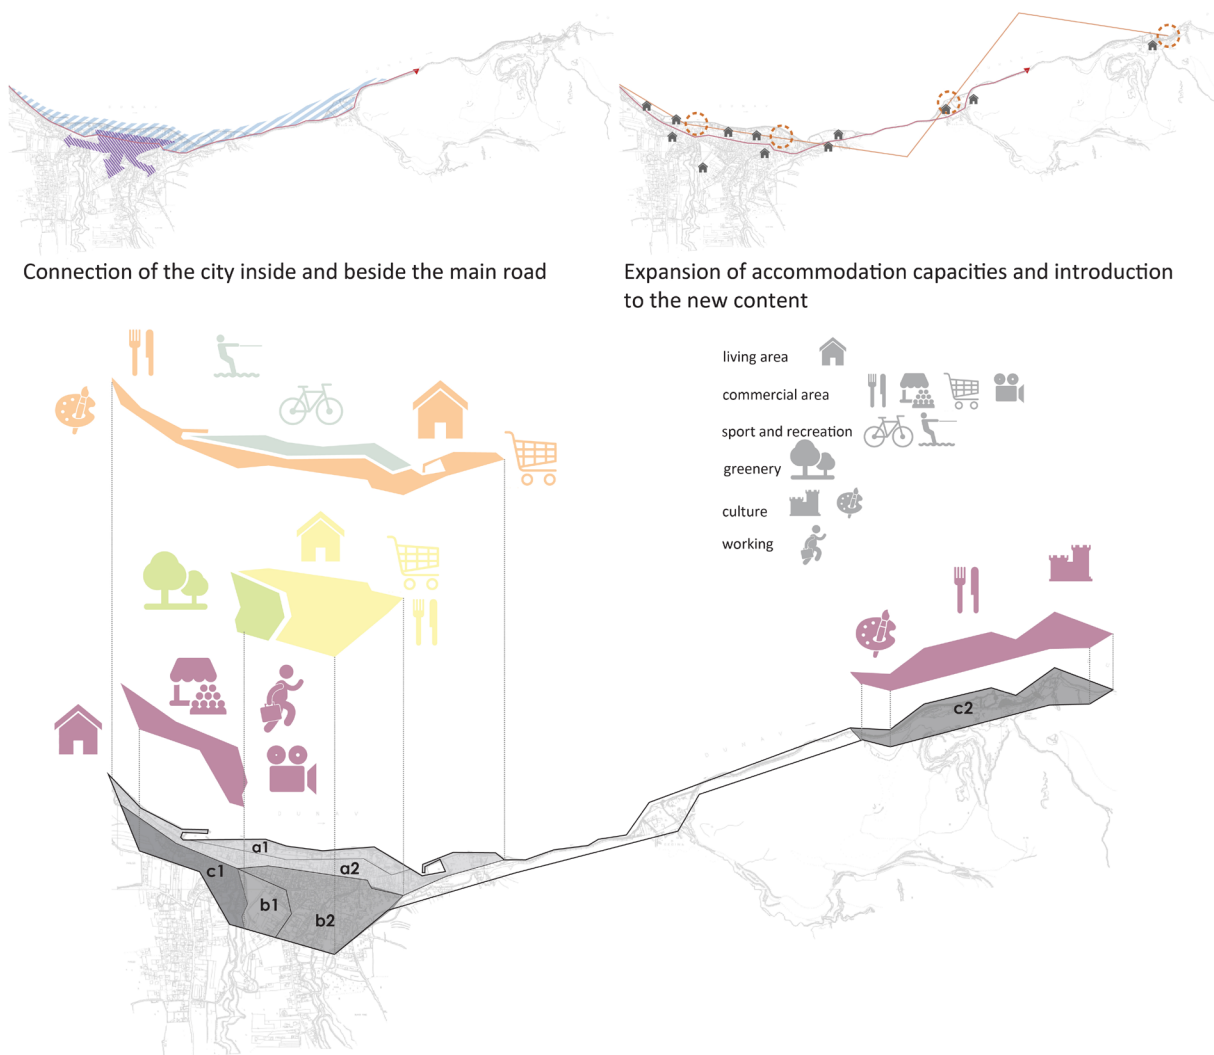 Connection of the city inside and beside the main road
Expansion of accommodation capacities and introduction
to the new content
living area
commercial area
sport and recreation
greenery
culture
working
c2
a1
a2
c1
b1
b2